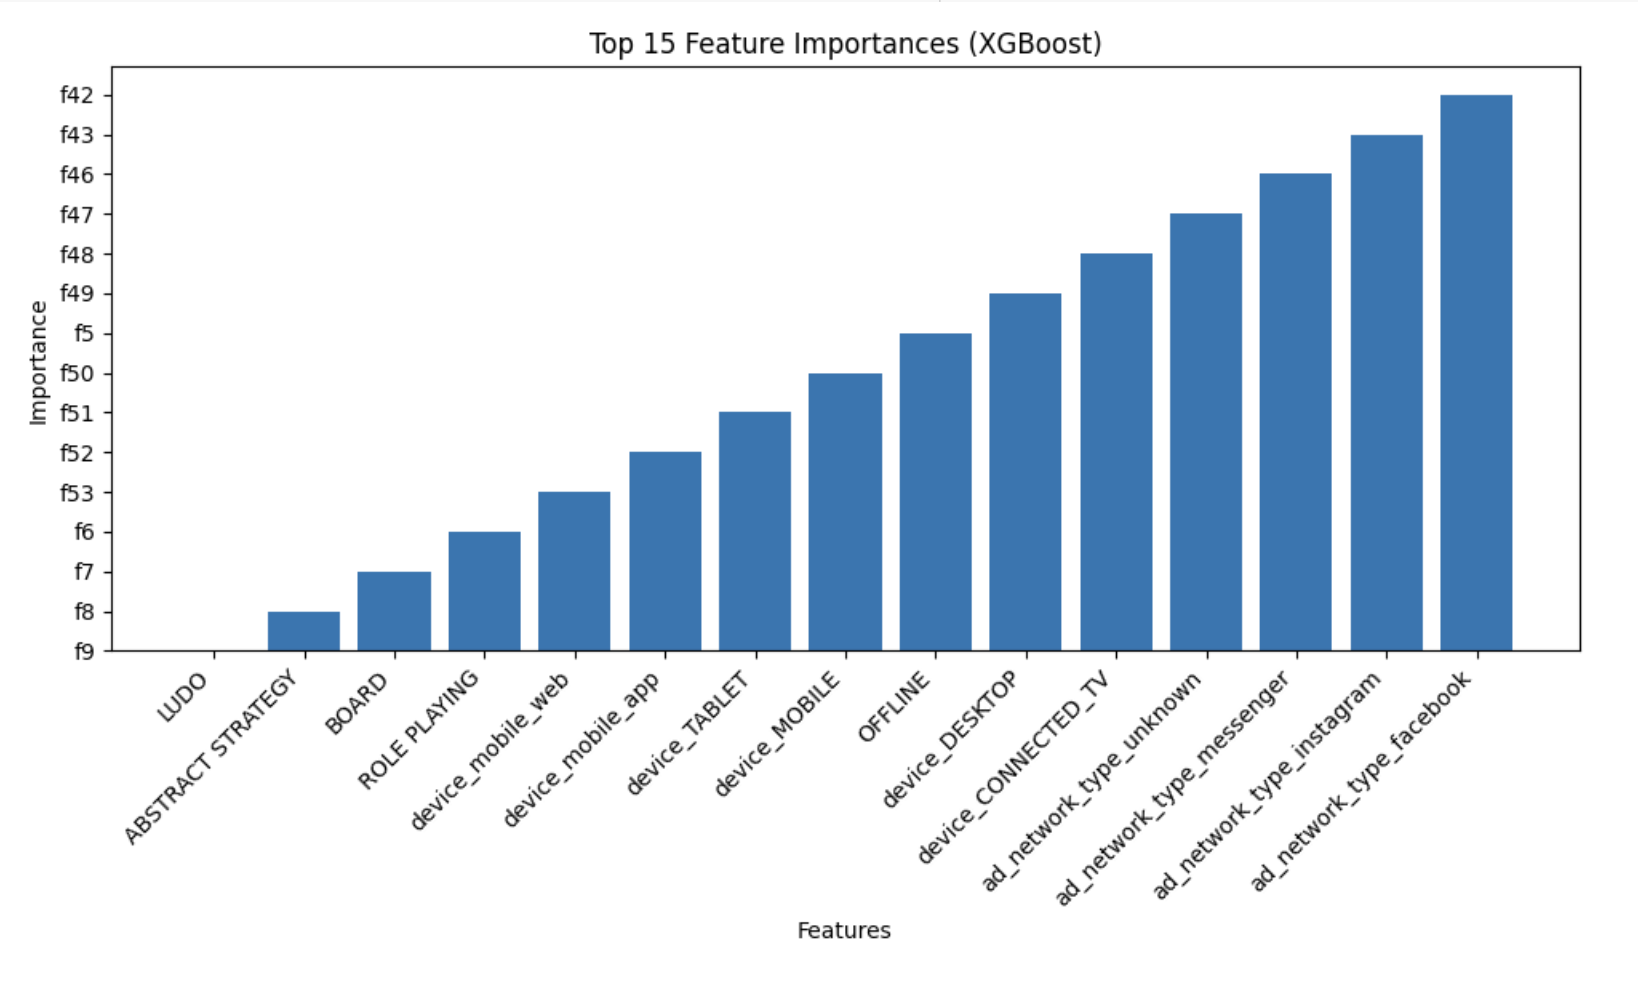 Top 15 Feature Importances (XGBoost)
f42
f43
f46
f47
f48
f49
f5
f50
f51
f52
f53
f6
f7
f8
f9
Importance
LUDO
ABSTRACT STRATEGY
BOARD
ROLE PLAYING
device_mobile_web
device_mobile_app
device_TABLET
device_MOBILE
OFFLINE
device_DESKTOP
device_CONNECTED_TV
ad_network_type_unknown
ad_network_type_messenger
ad_network_type_instagram
ad_network_type_facebook
Features